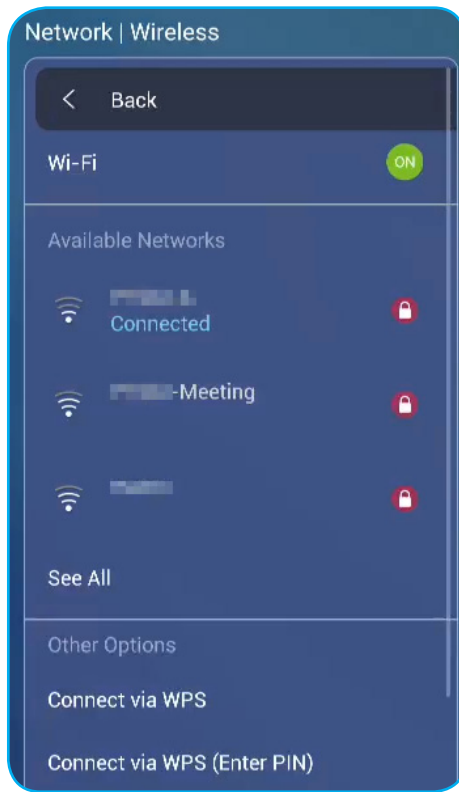 Network | Wireless
Back
Wi-Fi
ON
Available Networks
Connected
-Meeting
See All
Other Options
Connect via WPS
Connect via WPS (Enter PIN)